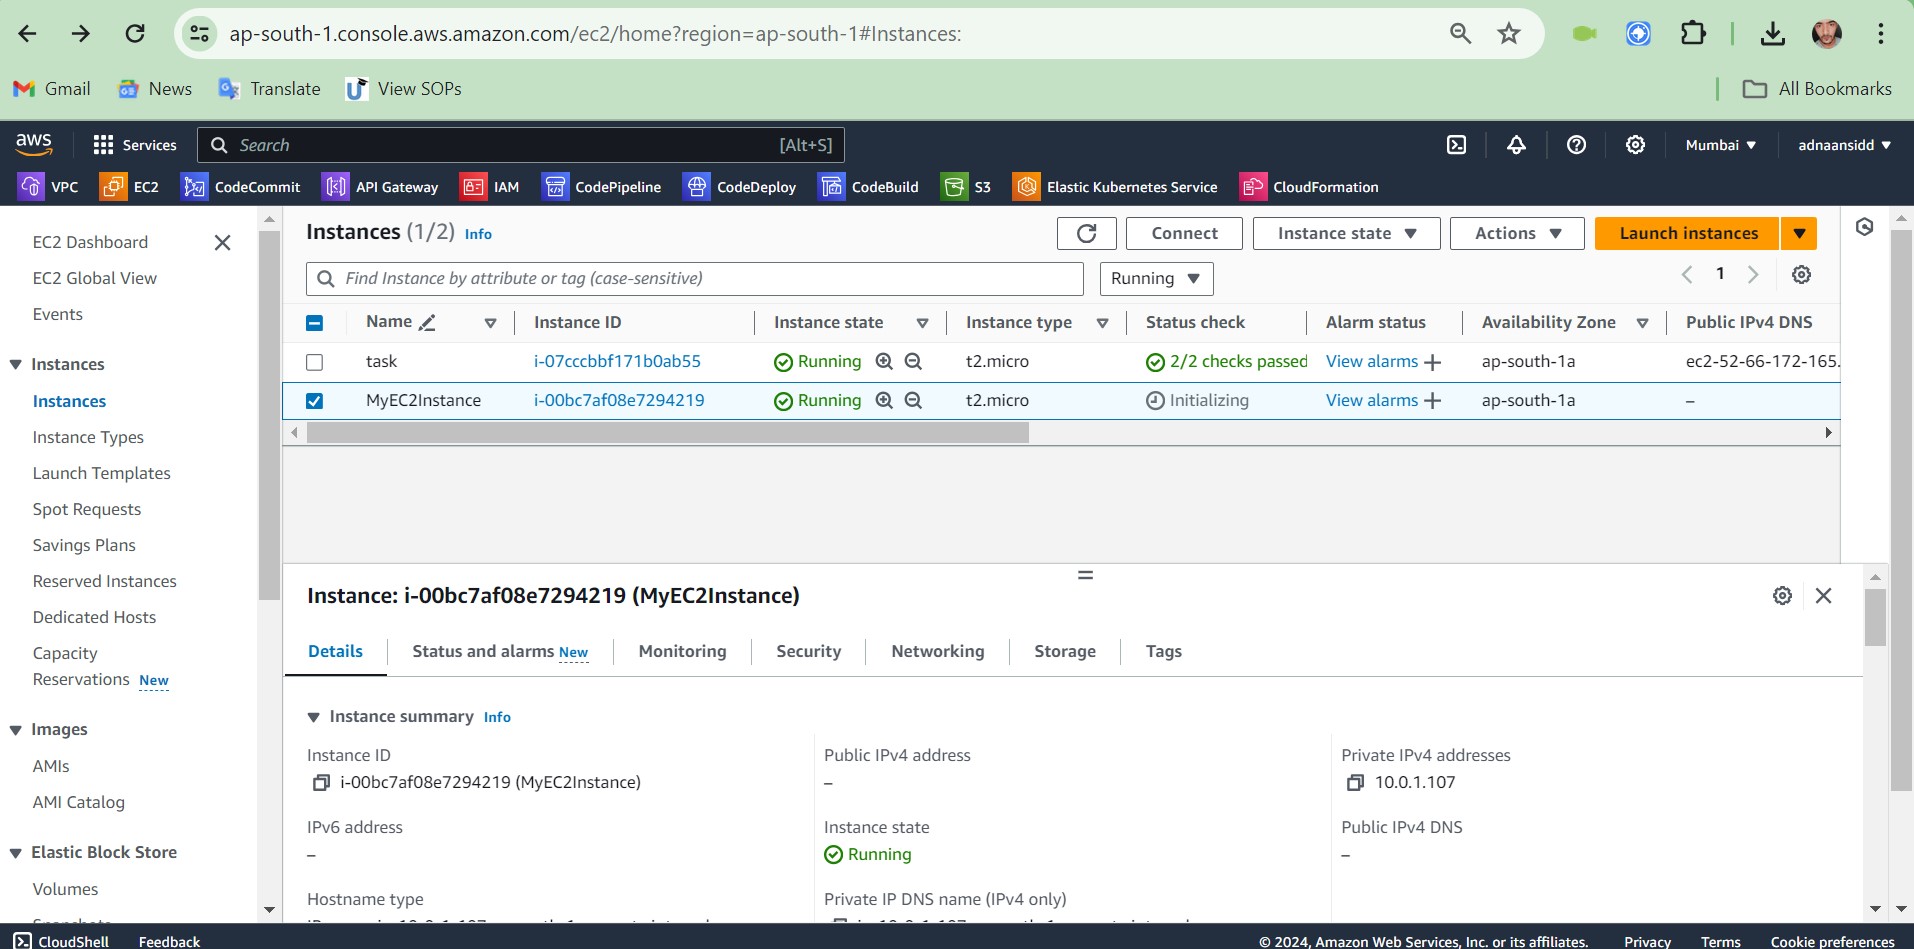 ap-south-1.console.aws.amazon.com/ec2/home?region=ap-south-1#Instances:
Gmail News Translate View SOPs All Bookmarks
aws Services Search [Alt+S] Mumbai ▼ adnaansidd ▼
VPC EC2 CodeCommit API Gateway IAM CodePipeline CodeDeploy CodeBuild S3 Elastic Kubernetes Service CloudFormation
EC2 Dashboard
EC2 Global View
Events
Instances
Instances
Instance Types
Launch Templates
Spot Requests
Savings Plans
Reserved Instances
Dedicated Hosts
Capacity
Reservations New
Images
AMIs
AMI Catalog
Elastic Block Store
Volumes
Instances (1/2) Info Connect Instance state ▼ Actions ▼ Launch instances ▼
Find Instance by attribute or tag (case-sensitive) Running ▼ 1
Name Instance ID Instance state Instance type Status check Alarm status Availability Zone Public IPv4 DNS
task i-07cccbbf171b0ab55 Running t2.micro 2/2 checks passed View alarms + ap-south-1a ec2-52-66-172-165.
MyEC2Instance i-00bc7af08e7294219 Running t2.micro Initializing View alarms + ap-south-1a –
Instance: i-00bc7af08e7294219 (MyEC2Instance)
Details Status and alarms New Monitoring Security Networking Storage Tags
Instance summary Info
Instance ID
i-00bc7af08e7294219 (MyEC2Instance)
Public IPv4 address
–
Private IPv4 addresses
10.0.1.107
IPv6 address
–
Instance state
Running
Public IPv4 DNS
–
Hostname type
Private IP DNS name (IPv4 only)
CloudShell Feedback © 2024, Amazon Web Services, Inc. or its affiliates. Privacy Terms Cookie preferences